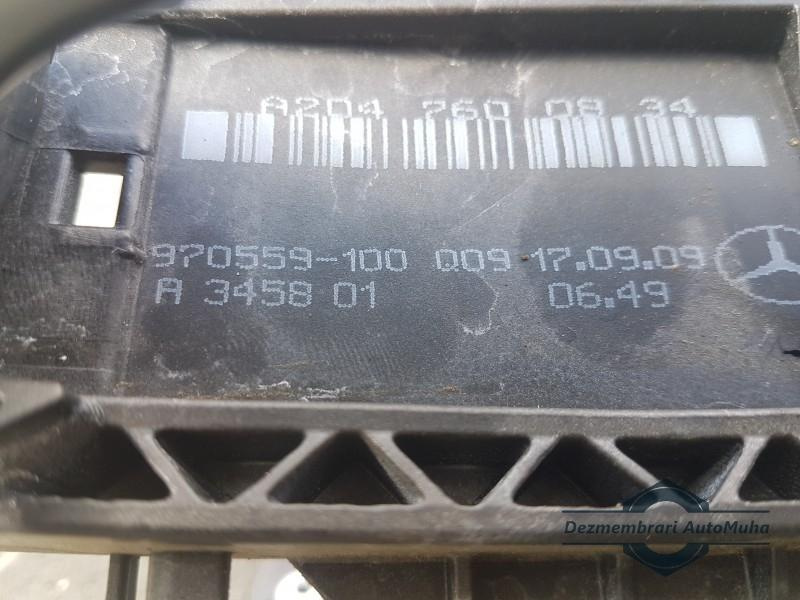 A204 760 08 34
970559-100 Q09 17.09.09
A 3458 01 06.49
Dezmembrari AutoMuha